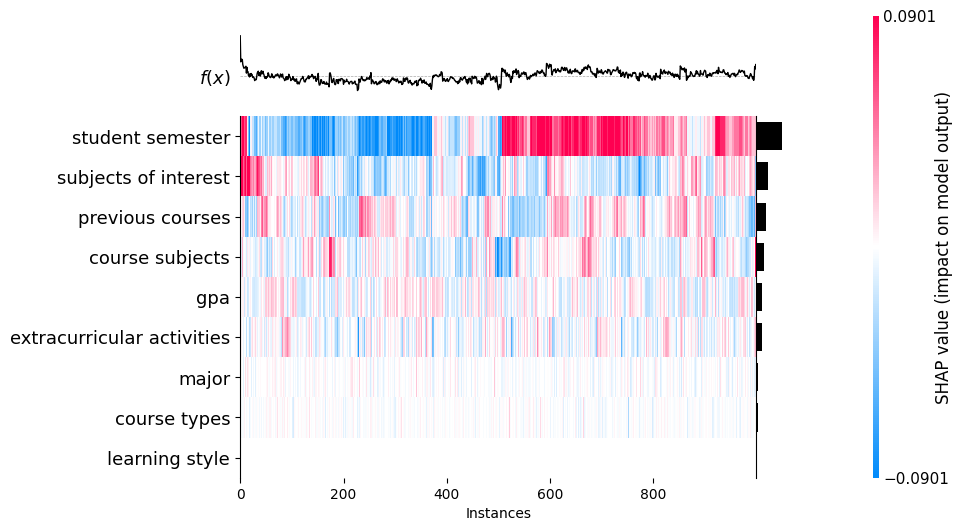 0.0901
f(x)
student semester
subjects of interest
previous courses
course subjects
gpa
extracurricular activities
major
course types
learning style
0 200 400 600 800
Instances
SHAP value (impact on model output)
−0.0901